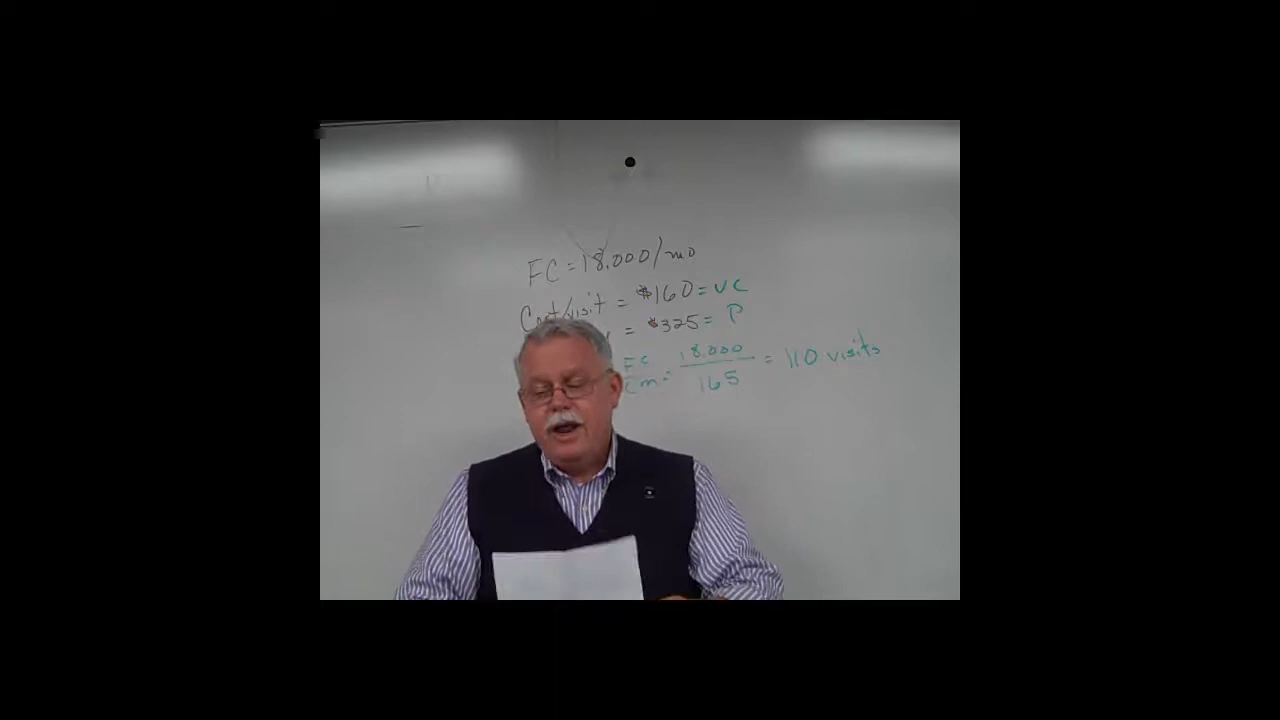 FC = 18,000/mo
Cost/visit = $160 = VC
= $325 = P
FC 18,000
CM = 165 = 110 visits